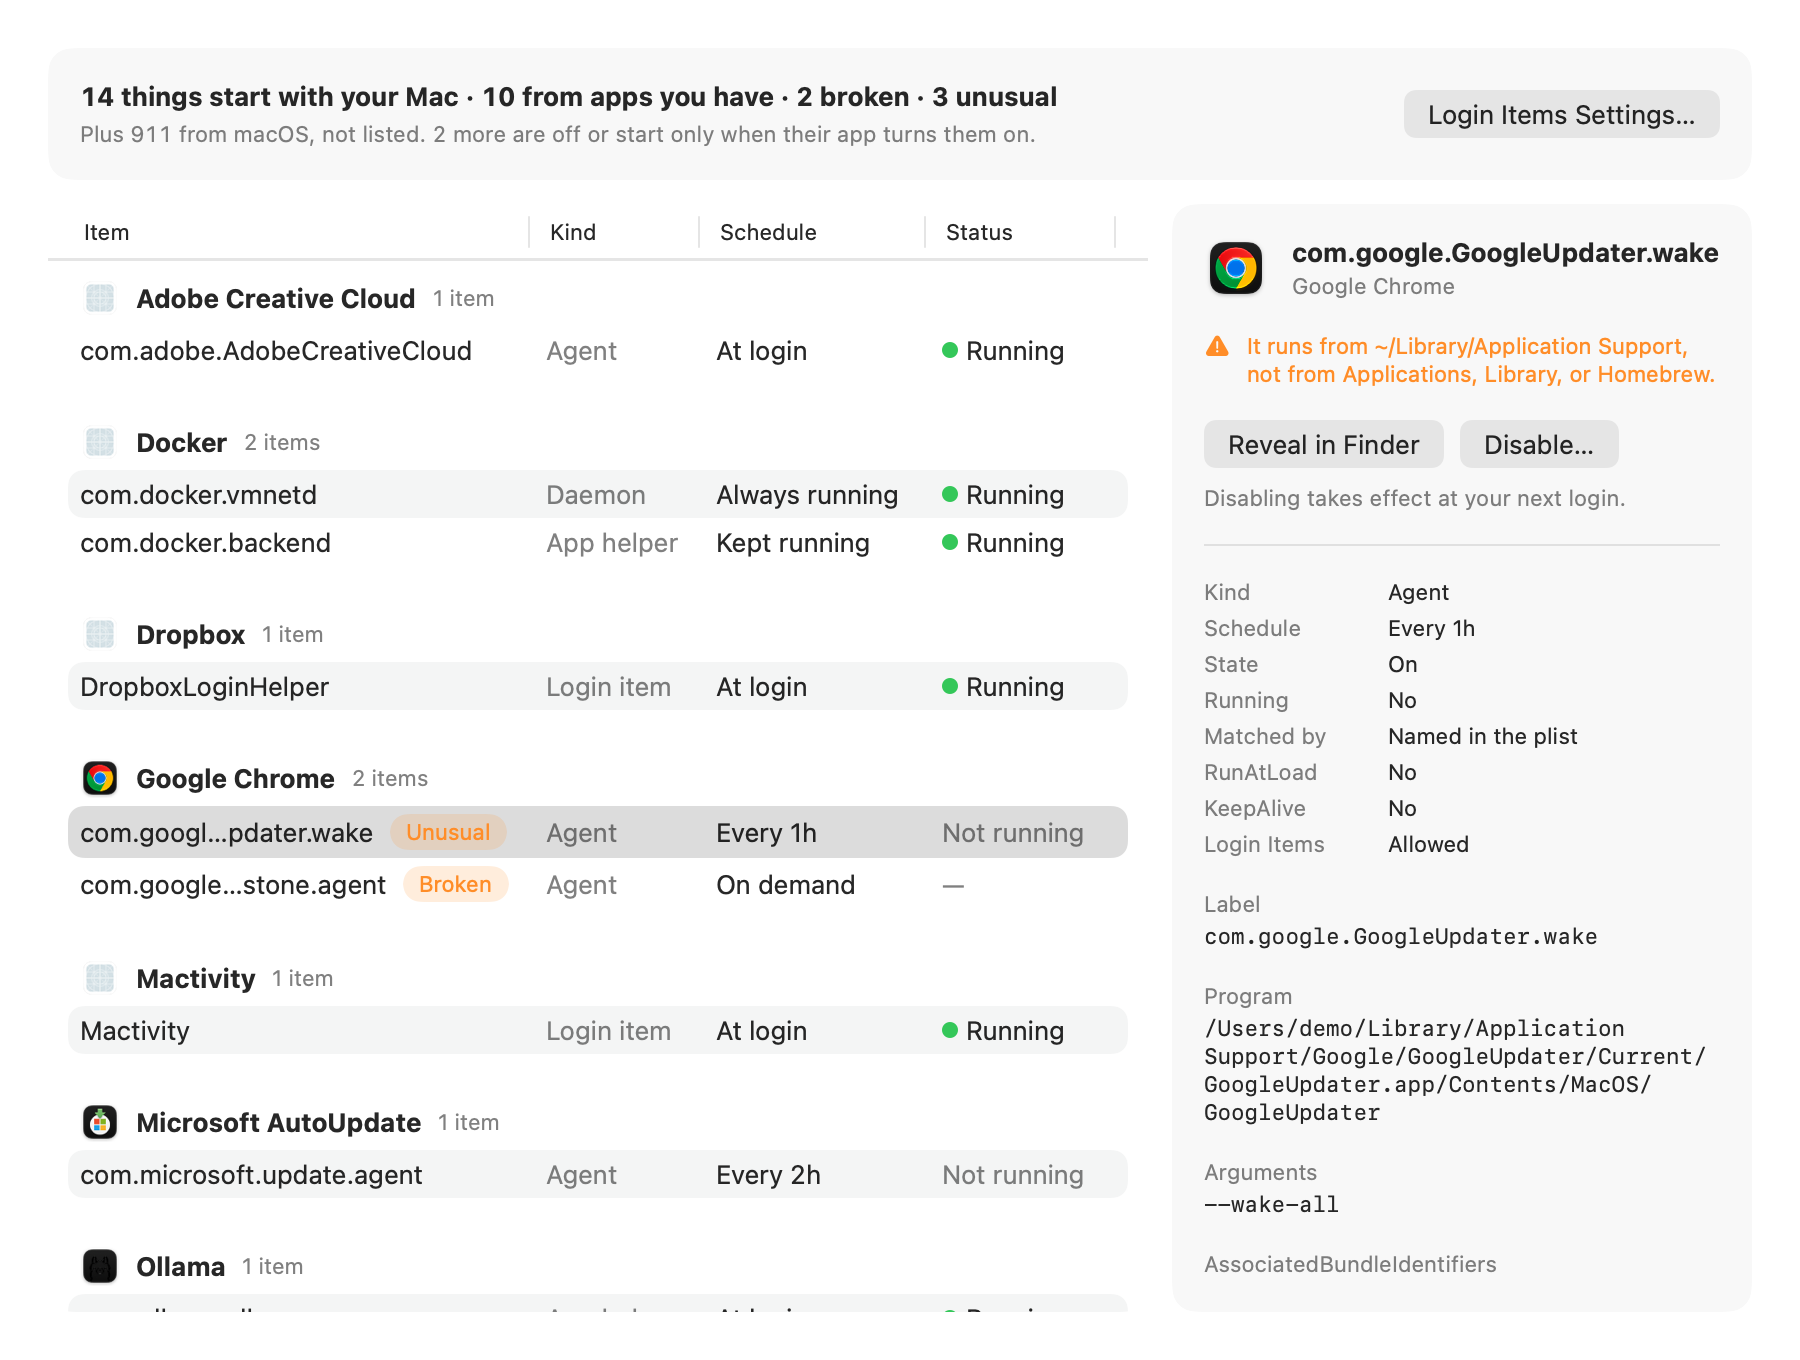 14 things start with your Mac · 10 from apps you have · 2 broken · 3 unusual
Plus 911 from macOS, not listed. 2 more are off or start only when their app turns them on.
Login Items Settings...
Item Kind Schedule Status
Adobe Creative Cloud 1 item
com.adobe.AdobeCreativeCloud Agent At login Running
Docker 2 items
com.docker.vmnetd Daemon Always running Running
com.docker.backend App helper Kept running Running
Dropbox 1 item
DropboxLoginHelper Login item At login Running
Google Chrome 2 items
com.googl...pdater.wake Unusual Agent Every 1h Not running
com.google...stone.agent Broken Agent On demand —
Mactivity 1 item
Mactivity Login item At login Running
Microsoft AutoUpdate 1 item
com.microsoft.update.agent Agent Every 2h Not running
Ollama 1 item
com.google.GoogleUpdater.wake
Google Chrome
It runs from ~/Library/Application Support,
not from Applications, Library, or Homebrew.
Reveal in Finder Disable...
Disabling takes effect at your next login.
Kind Agent
Schedule Every 1h
State On
Running No
Matched by Named in the plist
RunAtLoad No
KeepAlive No
Login Items Allowed
Label
com.google.GoogleUpdater.wake
Program
/Users/demo/Library/Application
Support/Google/GoogleUpdater/Current/
GoogleUpdater.app/Contents/MacOS/
GoogleUpdater
Arguments
--wake-all
AssociatedBundleIdentifiers